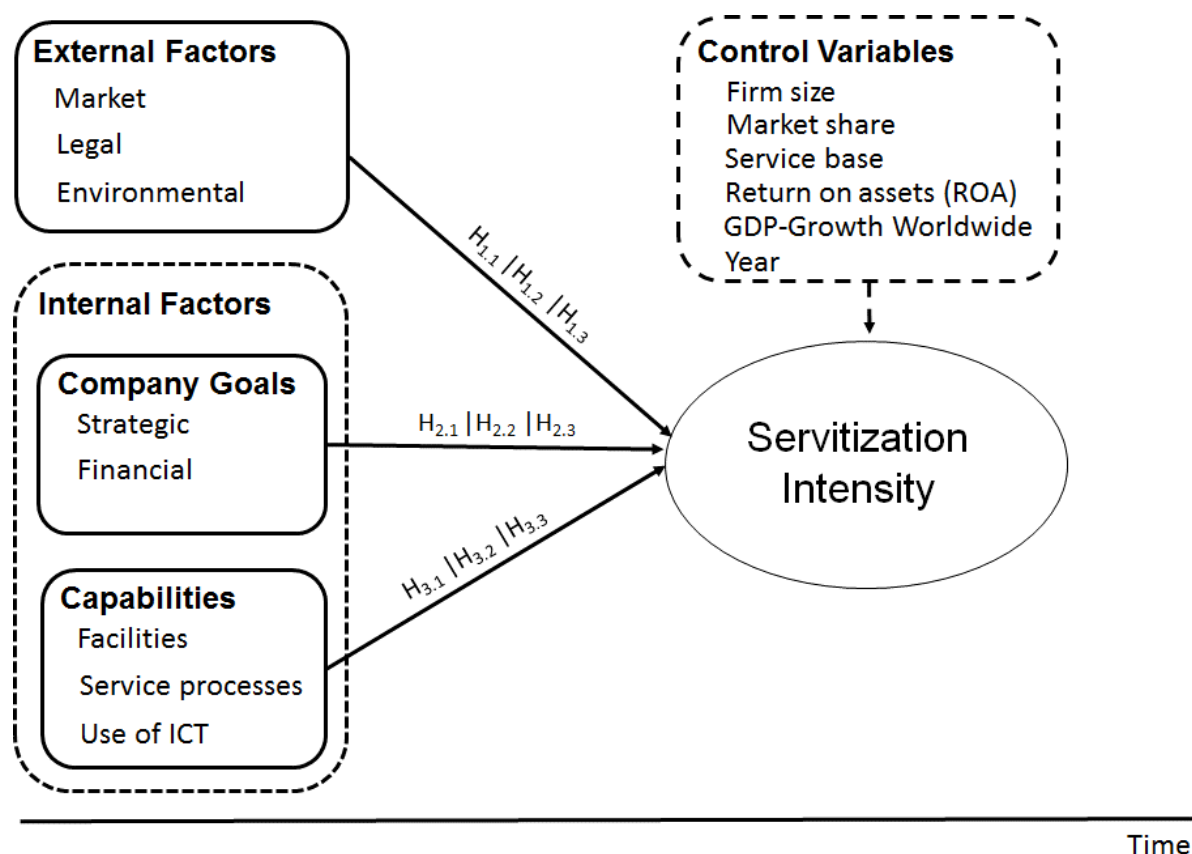 External Factors
Market
Legal
Environmental
Control Variables
Firm size
Market share
Service base
Return on assets (ROA)
GDP-Growth Worldwide
Year
H1.1 |H1.2 |H1.3
Internal Factors
Company Goals
Strategic
Financial
H2.1 |H2.2 |H2.3
Servitization
Intensity
Capabilities
Facilities
Service processes
Use of ICT
H3.1 |H3.2 |H3.3
Time